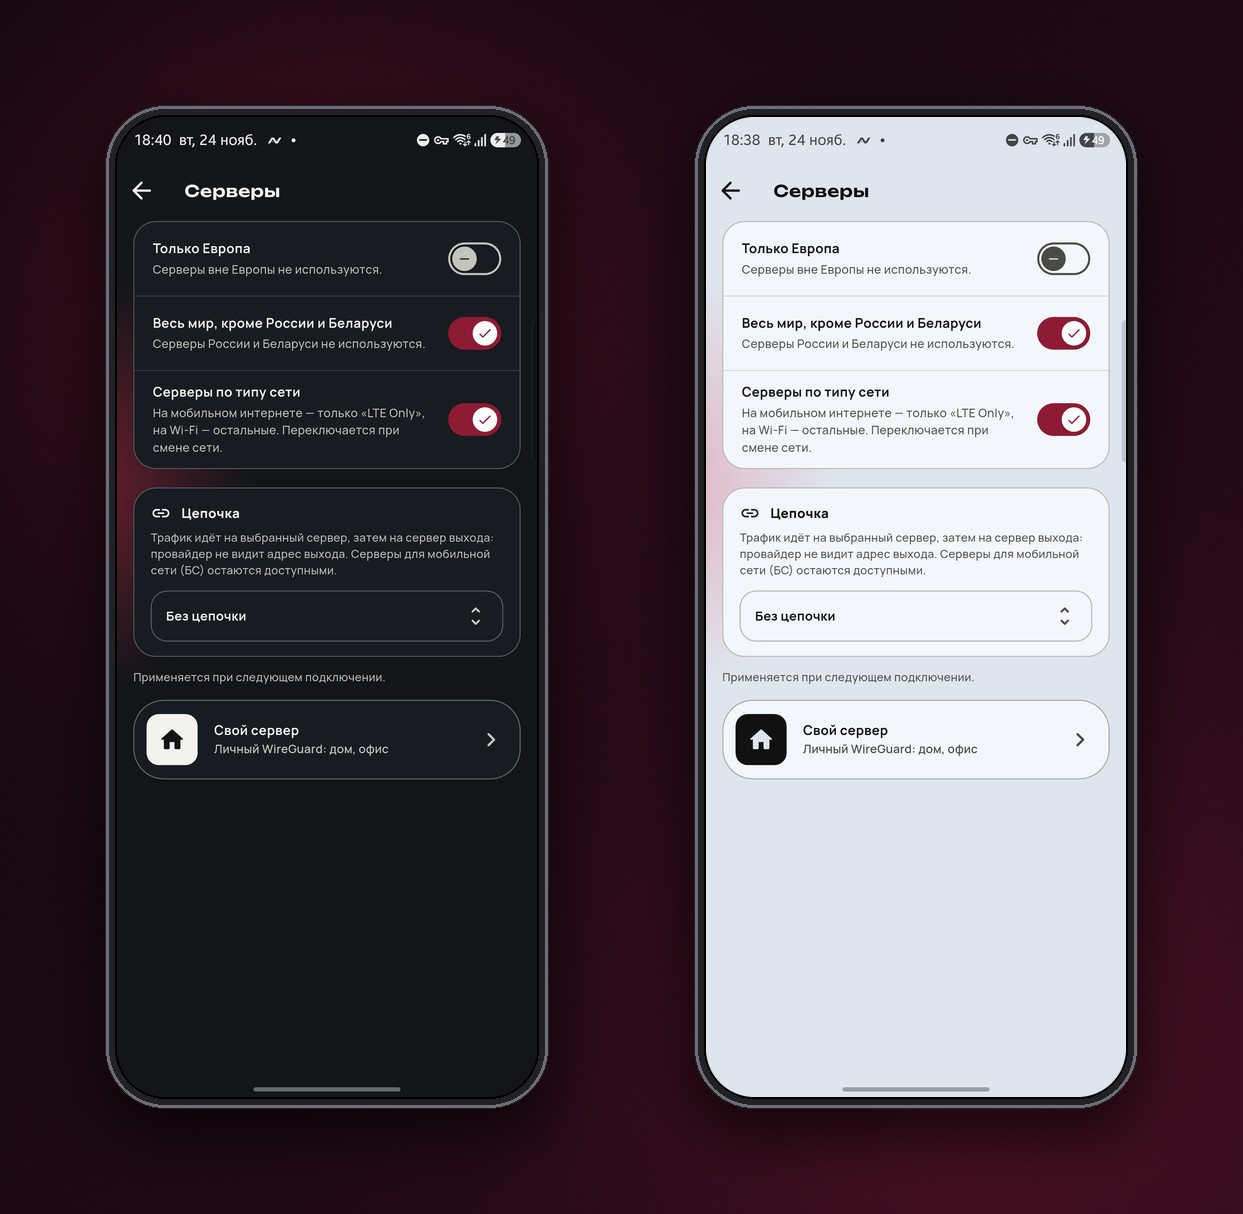 18:40 вт, 24 нояб.
49
Серверы
Только Европа
Серверы вне Европы не используются.
Весь мир, кроме России и Беларуси
Серверы России и Беларуси не используются.
Серверы по типу сети
На мобильном интернете — только «LTE Only»,
на Wi-Fi — остальные. Переключается при
смене сети.
Цепочка
Трафик идёт на выбранный сервер, затем на сервер выхода:
провайдер не видит адрес выхода. Серверы для мобильной
сети (БС) остаются доступными.
Без цепочки
Применяется при следующем подключении.
Свой сервер
Личный WireGuard: дом, офис
18:38 вт, 24 нояб.
49
Серверы
Только Европа
Серверы вне Европы не используются.
Весь мир, кроме России и Беларуси
Серверы России и Беларуси не используются.
Серверы по типу сети
На мобильном интернете — только «LTE Only»,
на Wi-Fi — остальные. Переключается при
смене сети.
Цепочка
Трафик идёт на выбранный сервер, затем на сервер выхода:
провайдер не видит адрес выхода. Серверы для мобильной
сети (БС) остаются доступными.
Без цепочки
Применяется при следующем подключении.
Свой сервер
Личный WireGuard: дом, офис